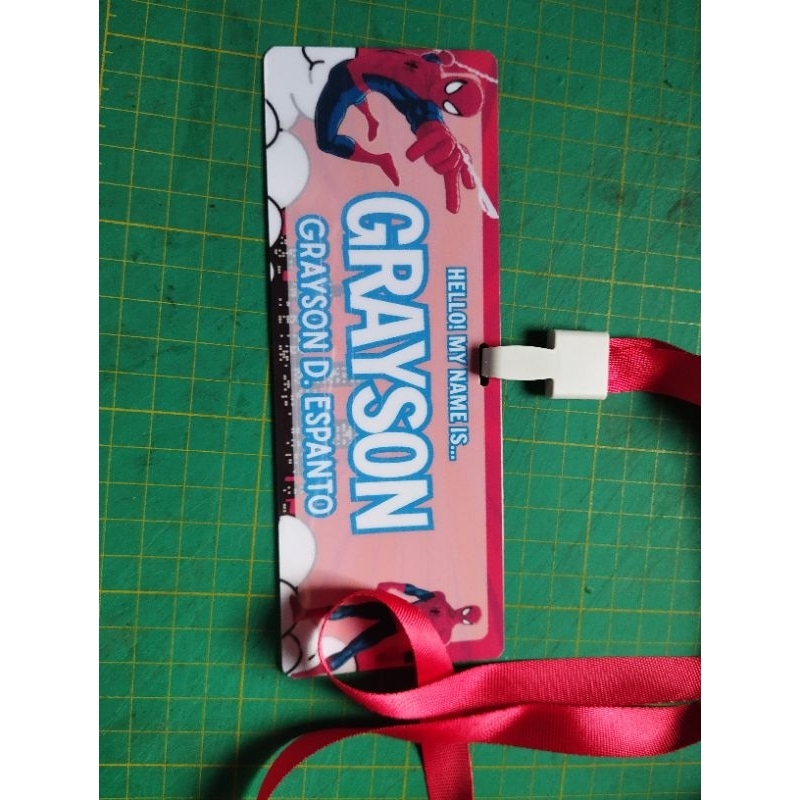 HELLO! MY NAME IS...
GRAYSON
GRAYSON D. ESPANTO